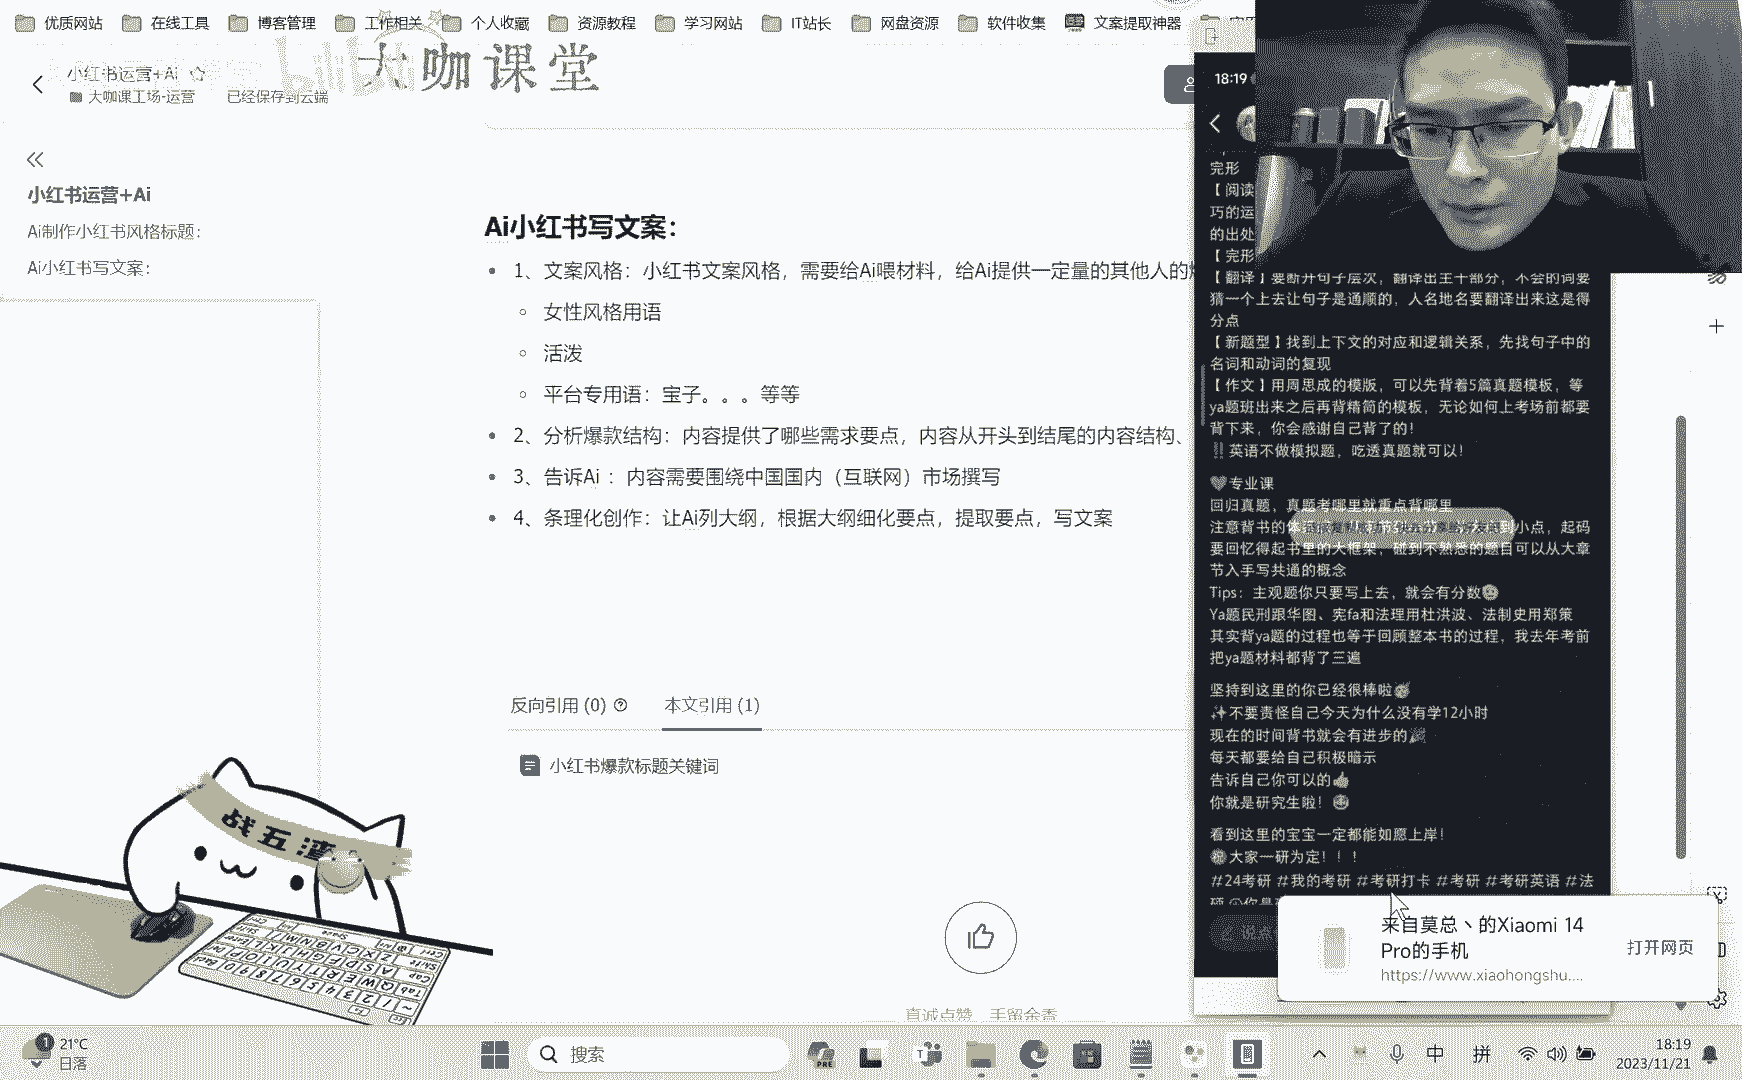 优质网站
在线工具
博客管理
工作相关
个人收藏
资源教程
学习网站
IT站长
网盘资源
软件收集
文案提取神器
大咖课堂
小红书运营+Ai
大咖课工场-运营
已经保存到云端
小红书运营+Ai
Ai制作小红书风格标题：
Ai小红书写文案：
Ai小红书写文案：
1、文案风格：小红书文案风格，需要给Ai喂材料，给Ai提供一定量的其他人的
女性风格用语
活泼
平台专用语：宝子。。。等等
2、分析爆款结构：内容提供了哪些需求要点，内容从开头到结尾的内容结构、
3、告诉Ai ：内容需要围绕中国国内（互联网）市场撰写
4、条理化创作：让Ai列大纲，根据大纲细化要点，提取要点，写文案
反向引用 (0)
本文引用 (1)
小红书爆款标题关键词
真诚点赞，手留余香
18:19
完形
【阅读
巧的运
的出处
【完形
【翻译】要断开句子层次，翻译出主干部分，不会的词要
猜一个上去让句子是通顺的，人名地名要翻译出来这是得
分点
【新题型】找到上下文的对应和逻辑关系，先找句子中的
名词和动词的复现
【作文】用周思成的模版，可以先背着5篇真题模板，等
ya题班出来之后再背精简的模板，无论如何上考场前都要
背下来，你会感谢自己背了的！
英语不做模拟题，吃透真题就可以！
专业课
回归真题，真题考哪里就重点背哪里
注意背书的体
到小点，起码
要回忆得起书里的大框架，碰到不熟悉的题目可以从大章
节入手写共通的概念
Tips：主观题你只要写上去，就会有分数
Ya题民刑跟华图、宪fa和法理用杜洪波、法制史用郑策
其实背ya题的过程也等于回顾整本书的过程，我去年考前
把ya题材料都背了三遍
坚持到这里的你已经很棒啦
不要责怪自己今天为什么没有学12小时
现在的时间背书就会有进步的
每天都要给自己积极暗示
告诉自己你可以的
你就是研究生啦！
看到这里的宝宝一定都能如愿上岸！
大家一研为定！！！
#24考研 #我的考研 #考研打卡 #考研 #考研英语 #法
说点
来自莫总丶的Xiaomi 14
Pro的手机
https://www.xiaohongshu....
打开网页
21°C
日落
搜索
PRE
中
拼
18:19
2023/11/21